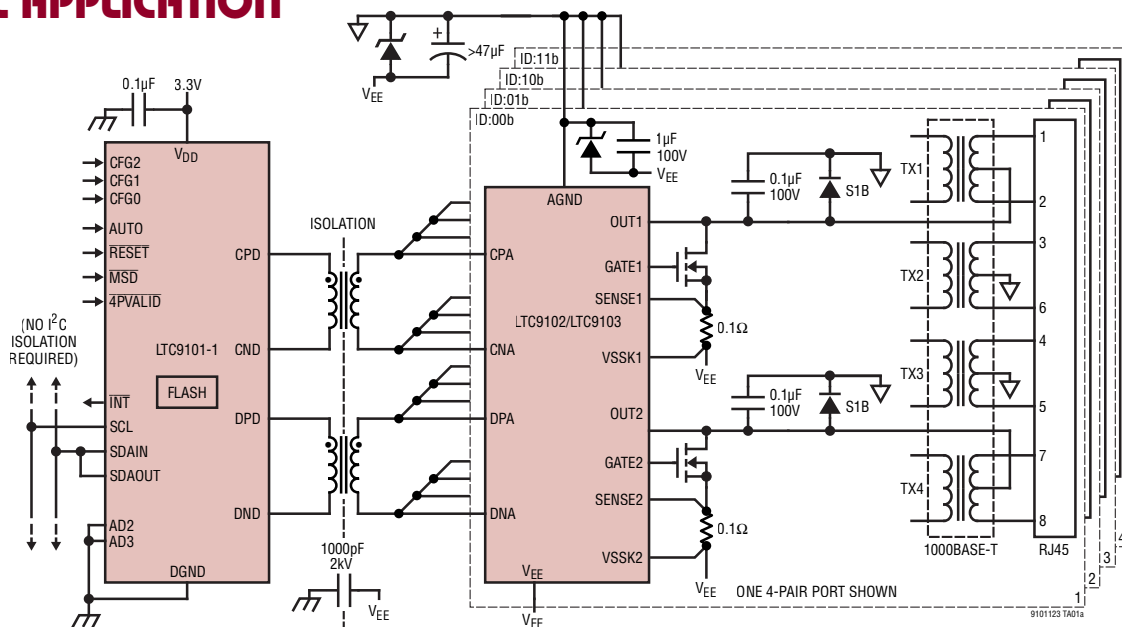 APPLICATION
0.1µF 3.3V
+
>47µF
VEE
ID:11b
ID:10b
ID:01b
ID:00b
VDD
CFG2
CFG1
CFG0
AUTO
RESET
MSD
4PVALID
(NO I²C
ISOLATION
REQUIRED)
LTC9101-1
FLASH
INT
SCL
SDAIN
SDAOUT
AD2
AD3
DGND
CPD
CND
DPD
DND
ISOLATION
1000pF
2kV
VEE
1µF
100V
VEE
AGND
CPA
CNA
DPA
DNA
LTC9102/LTC9103
VEE
VEE
OUT1
GATE1
SENSE1
VSSK1
OUT2
GATE2
SENSE2
VSSK2
0.1µF
100V
S1B
0.1Ω
VEE
0.1µF
100V
S1B
0.1Ω
VEE
ONE 4-PAIR PORT SHOWN
TX1
TX2
TX3
TX4
1000BASE-T
1
2
3
6
4
5
7
8
RJ45
1
2
3
4
9101123 TA01a